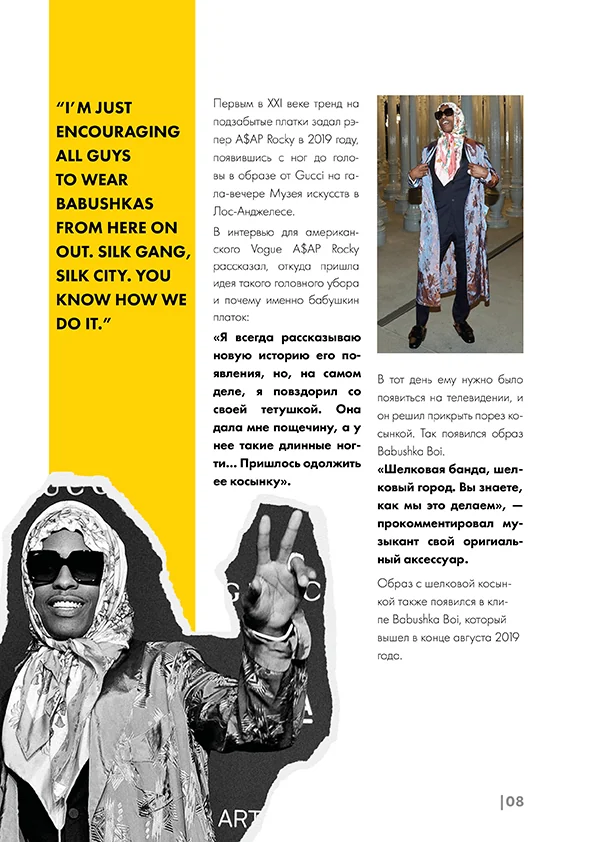 “I’M JUST
ENCOURAGING
ALL GUYS
TO WEAR
BABUSHKAS
FROM HERE ON
OUT. SILK GANG,
SILK CITY. YOU
KNOW HOW WE
DO IT.”
Первым в XXI веке тренд на
подзабытые платки задал рэ-
пер A$AP Rocky в 2019 году,
появившись с ног до голо-
вы в образе от Gucci на га-
ла-вечере Музея искусств в
Лос-Анджелесе.
В интервью для американ-
ского Vogue A$AP Rocky
рассказал, откуда пришла
идея такого головного убора
и почему именно бабушкин
платок:
«Я всегда рассказываю
новую историю его по-
явления, но, на самом
деле, я повздорил со
своей тетушкой. Она
дала мне пощечину, а у
нее такие длинные ног-
ти... Пришлось одолжить
ее косынку».
В тот день ему нужно было
появиться на телевидении, и
он решил прикрыть порез ко-
сынкой. Так появился образ
Babushka Boi.
«Шелковая банда, шел-
ковый город. Вы знаете,
как мы это делаем», —
прокомментировал му-
зыкант свой оригиаль-
ный аксессуар.
Образ с шелковой косын-
кой также появился в кли-
пе Babushka Boi, который
вышел в конце августа 2019
года.
ART
|08